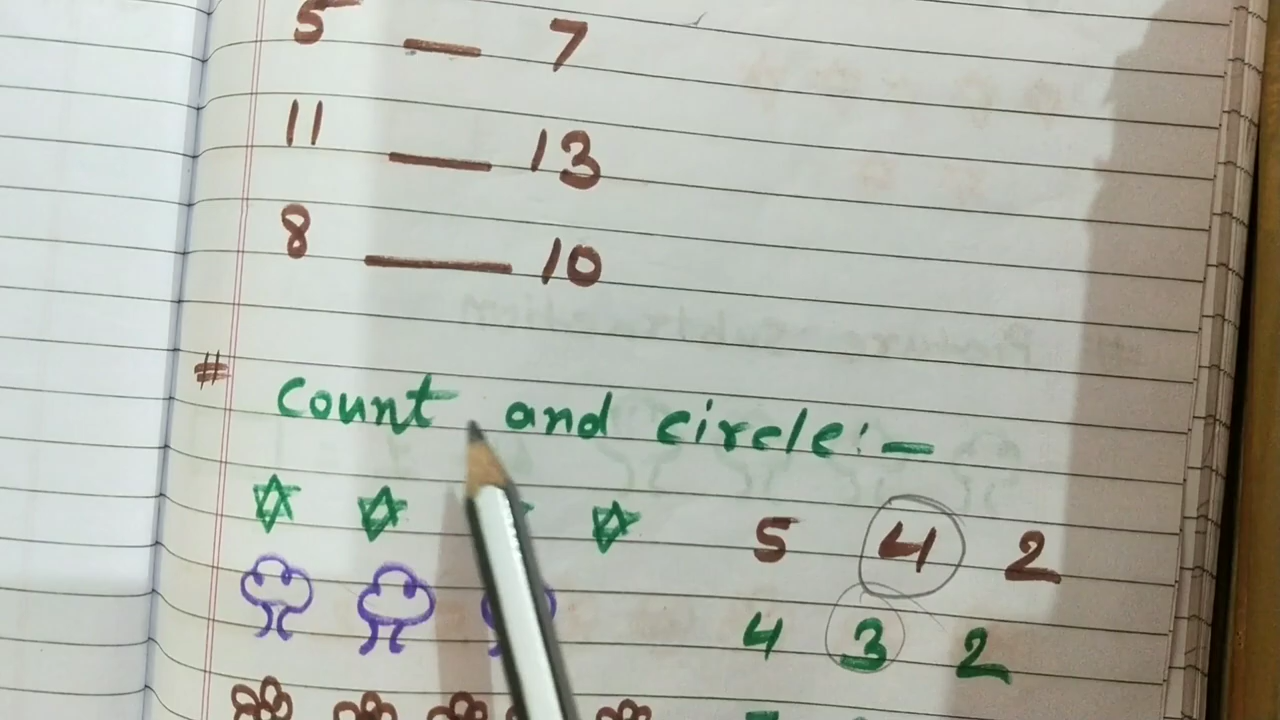 5 — 7
11 — 13
8 — 10
# Count and circle:-
5 4 2
4 3 2